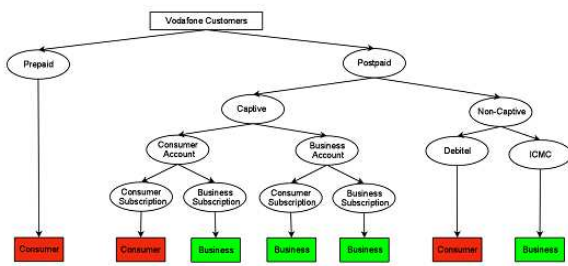 Vodafone Customers
Prepaid
Postpaid
Captive
Non-Captive
Consumer
Account
Business
Account
Debitel
ICMC
Consumer
Subscription
Business
Subscription
Consumer
Subscription
Business
Subscription
Consumer
Consumer
Business
Business
Business
Consumer
Business